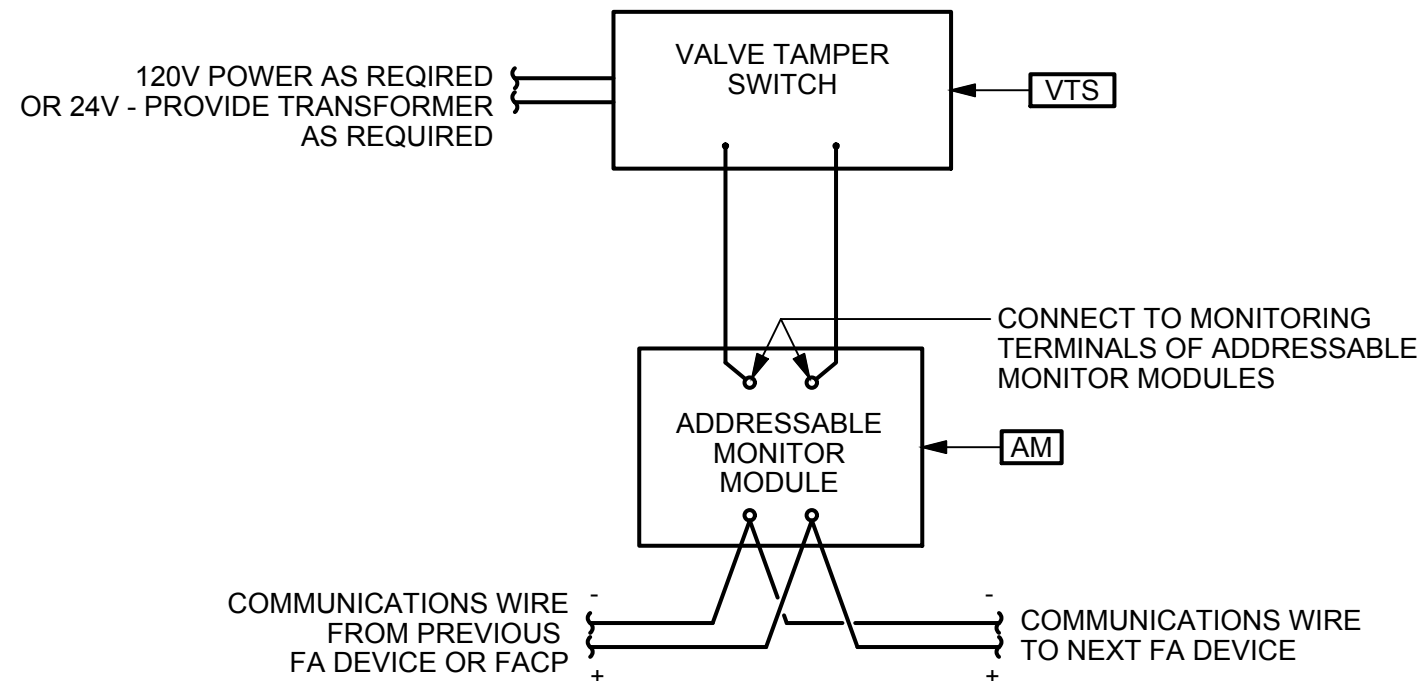 VALVE TAMPER
SWITCH
120V POWER AS REQIRED
OR 24V - PROVIDE TRANSFORMER
AS REQUIRED
VTS
CONNECT TO MONITORING
TERMINALS OF ADDRESSABLE
MONITOR MODULES
ADDRESSABLE
MONITOR
MODULE
AM
-
COMMUNICATIONS WIRE
FROM PREVIOUS
FA DEVICE OR FACP
+
-
COMMUNICATIONS WIRE
TO NEXT FA DEVICE
+